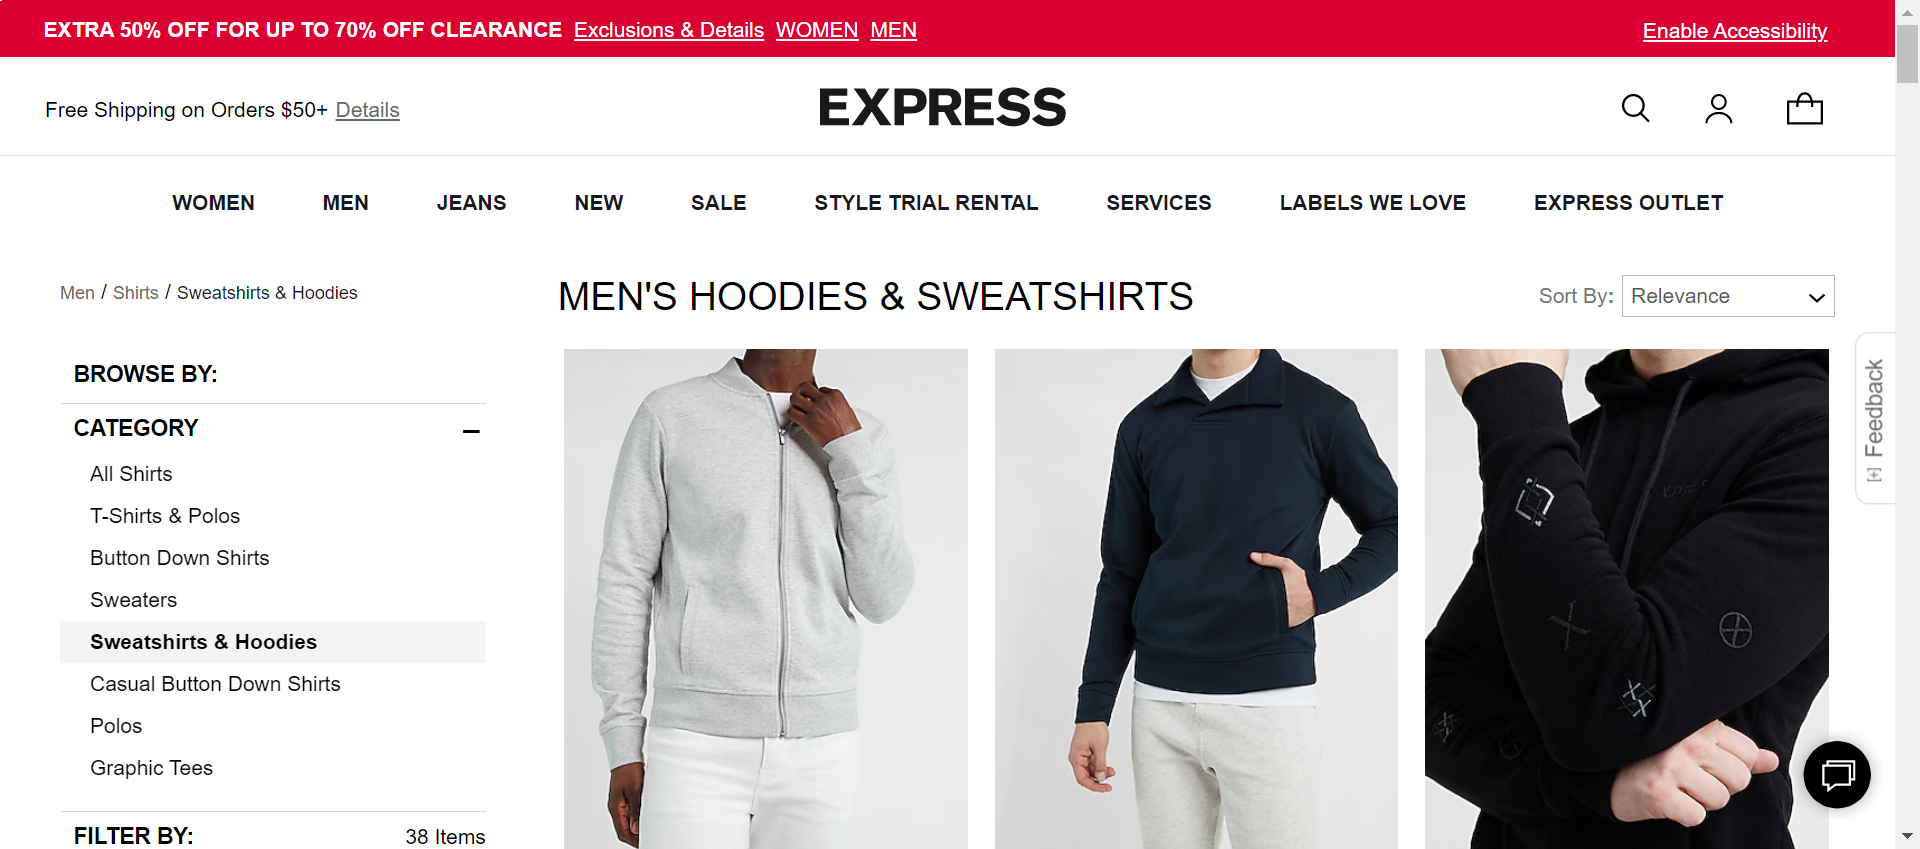 EXTRA 50% OFF FOR UP TO 70% OFF CLEARANCE Exclusions & Details WOMEN MEN Enable Accessibility
Free Shipping on Orders $50+ Details
EXPRESS
WOMEN MEN JEANS NEW SALE STYLE TRIAL RENTAL SERVICES LABELS WE LOVE EXPRESS OUTLET
Men / Shirts / Sweatshirts & Hoodies
MEN'S HOODIES & SWEATSHIRTS
Sort By: Relevance
BROWSE BY:
CATEGORY
All Shirts
T-Shirts & Polos
Button Down Shirts
Sweaters
Sweatshirts & Hoodies
Casual Button Down Shirts
Polos
Graphic Tees
FILTER BY: 38 Items
[+] Feedback